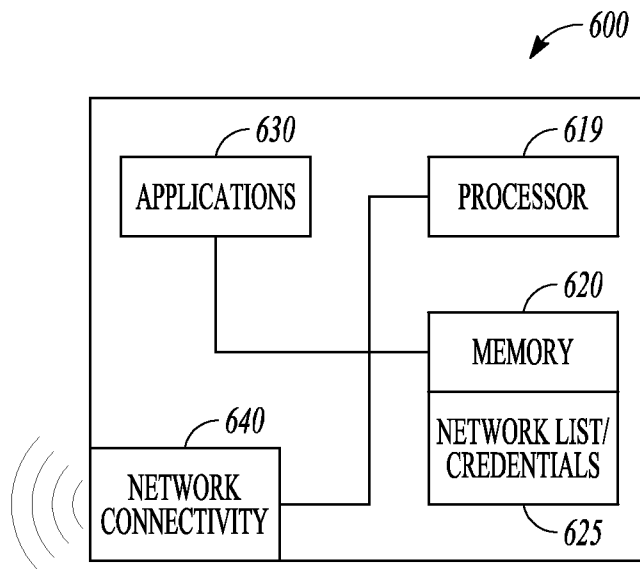 600
630
APPLICATIONS
619
PROCESSOR
620
MEMORY
NETWORK LIST/
CREDENTIALS
625
640
NETWORK
CONNECTIVITY